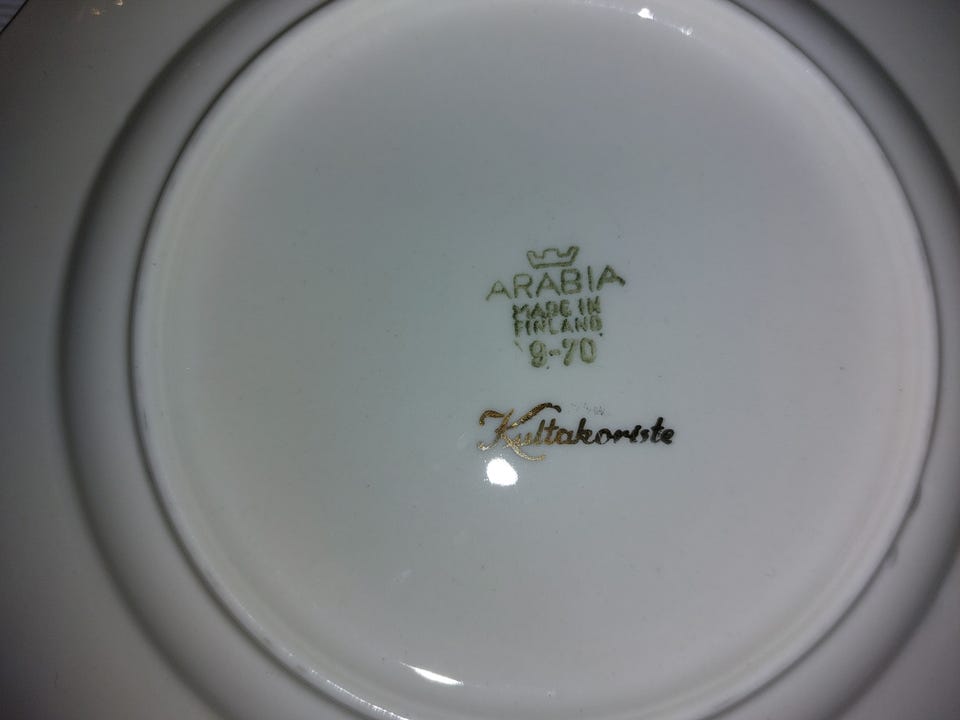 ARABIA
MADE IN
FINLAND
9-70
Kultakoriste